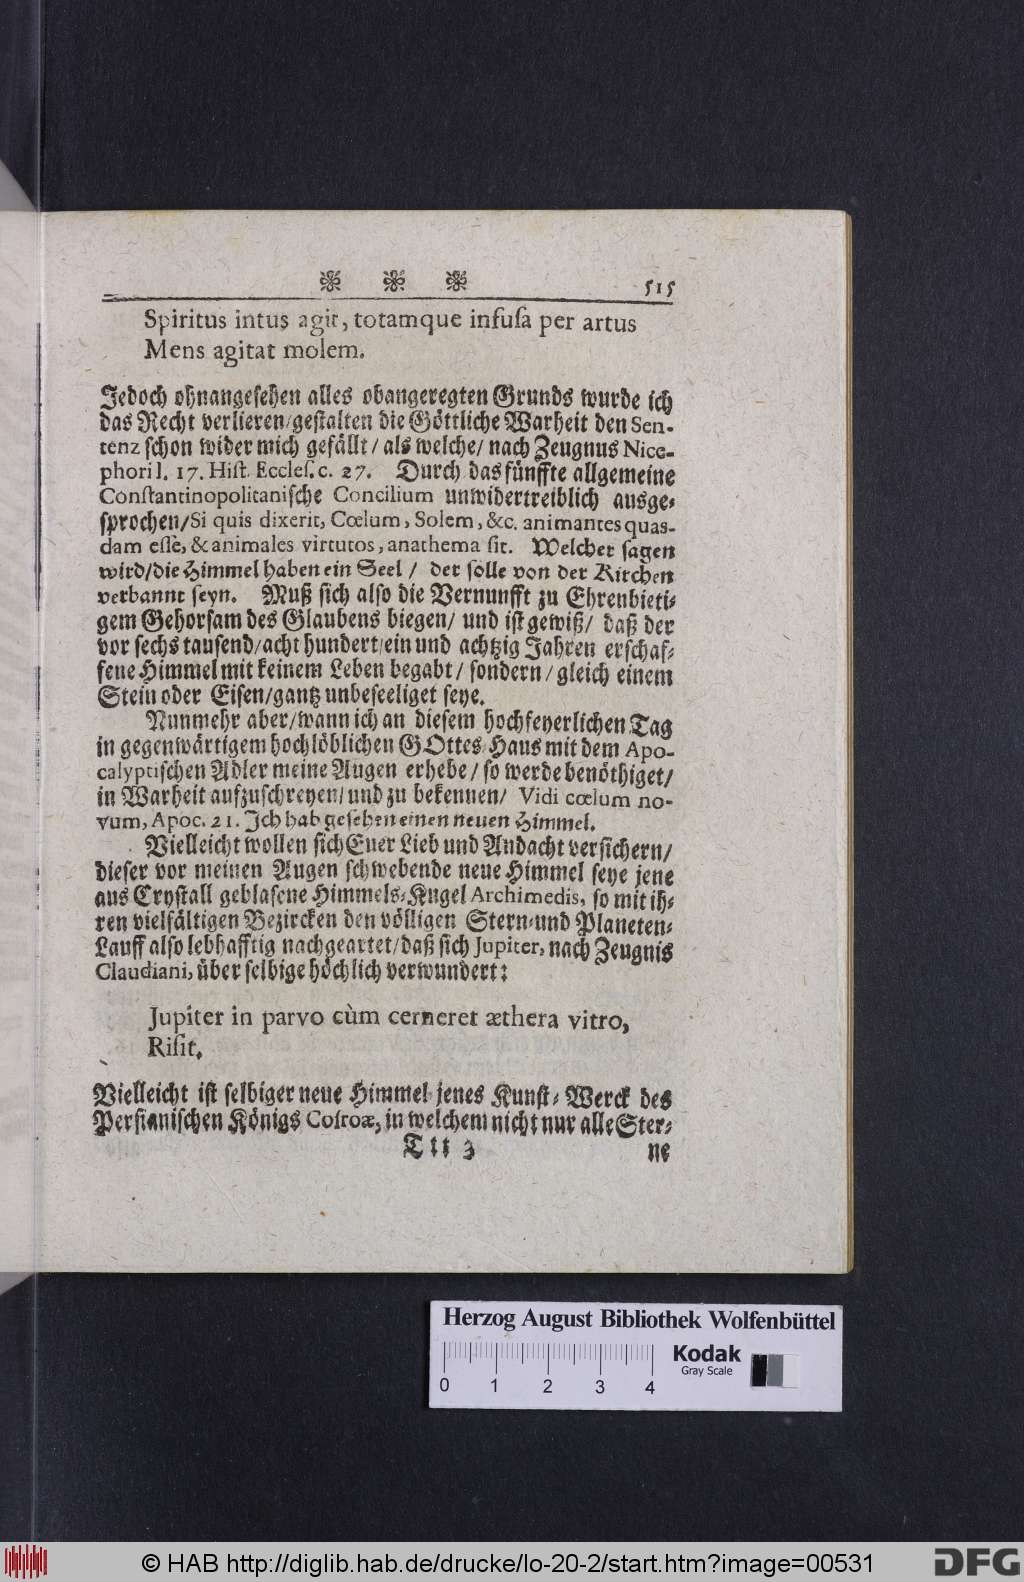 515
Spiritus intus agit, totamque infuſa per artus
Mens agitat molem.
Jedoch ohnangeſehen alles obangeregten Grunds wurde ich
das Recht verlieren/geſtalten die Göttliche Warheit den Sen-
tenz ſchon wider mich gefällt / als welche/ nach Zeugnus Nice-
phori l. 17. Hiſt. Eccleſ. c. 27. Durch das fünffte allgemeine
Conſtantinopolitaniſche Concilium unwidertreiblich ausge-
ſprochen/Si quis dixerit, Cœlum, Solem, &c. animantes quas-
dam eſſè, & animales virtutos, anathema ſit. Welcher ſagen
wird/die Himmel haben ein Seel / der ſolle von der Kirchen
verbannt ſeyn. Muß ſich alſo die Vernunfft zu Ehrenbieti-
gem Gehorſam des Glaubens biegen/ und iſt gewiß/ daß der
vor ſechs tauſend/acht hundert/ein und achtzig Jahren erſchaf-
fene Himmel mit keinem Leben begabt/ ſondern/ gleich einem
Stein oder Eiſen/gantz unbeſeeliget ſeye.
Nunmehr aber/wann ich an dieſem hochfeyerlichen Tag
in gegenwärtigem hochlöblichen GOttes-Haus mit dem Apo-
calyptiſchen Adler meine Augen erhebe/ ſo werde benöthiget/
in Warheit aufzuſchreyen/ und zu bekennen/ Vidi cœlum no-
vum, Apoc. 21. Jch hab geſehen einen neuen Himmel.
Vielleicht wollen ſich Euer Lieb und Andacht verſichern/
dieſer vor meinen Augen ſchwebende neue Himmel ſeye jene
aus Cryſtall geblaſene Himmels-Kugel Archimedis, ſo mit ih-
ren vielfältigen Bezircken den völligen Stern-und Planeten-
Lauff alſo lebhafftig nachgeartet/daß ſich Jupiter, nach Zeugnis
Claudiani, über ſelbige höchlich verwundert:
Jupiter in parvo cùm cerneret æthera vitro,
Riſit.
Vielleicht iſt ſelbiger neue Himmel jenes Kunſt-Werck des
Perſianiſchen Königs Coſroæ, in welchem nicht nur alle Ster-
Ttt 3 ne
Herzog August Bibliothek Wolfenbüttel
Kodak
Gray Scale
0 1 2 3 4
© HAB http://diglib.hab.de/drucke/lo-20-2/start.htm?image=00531
DFG